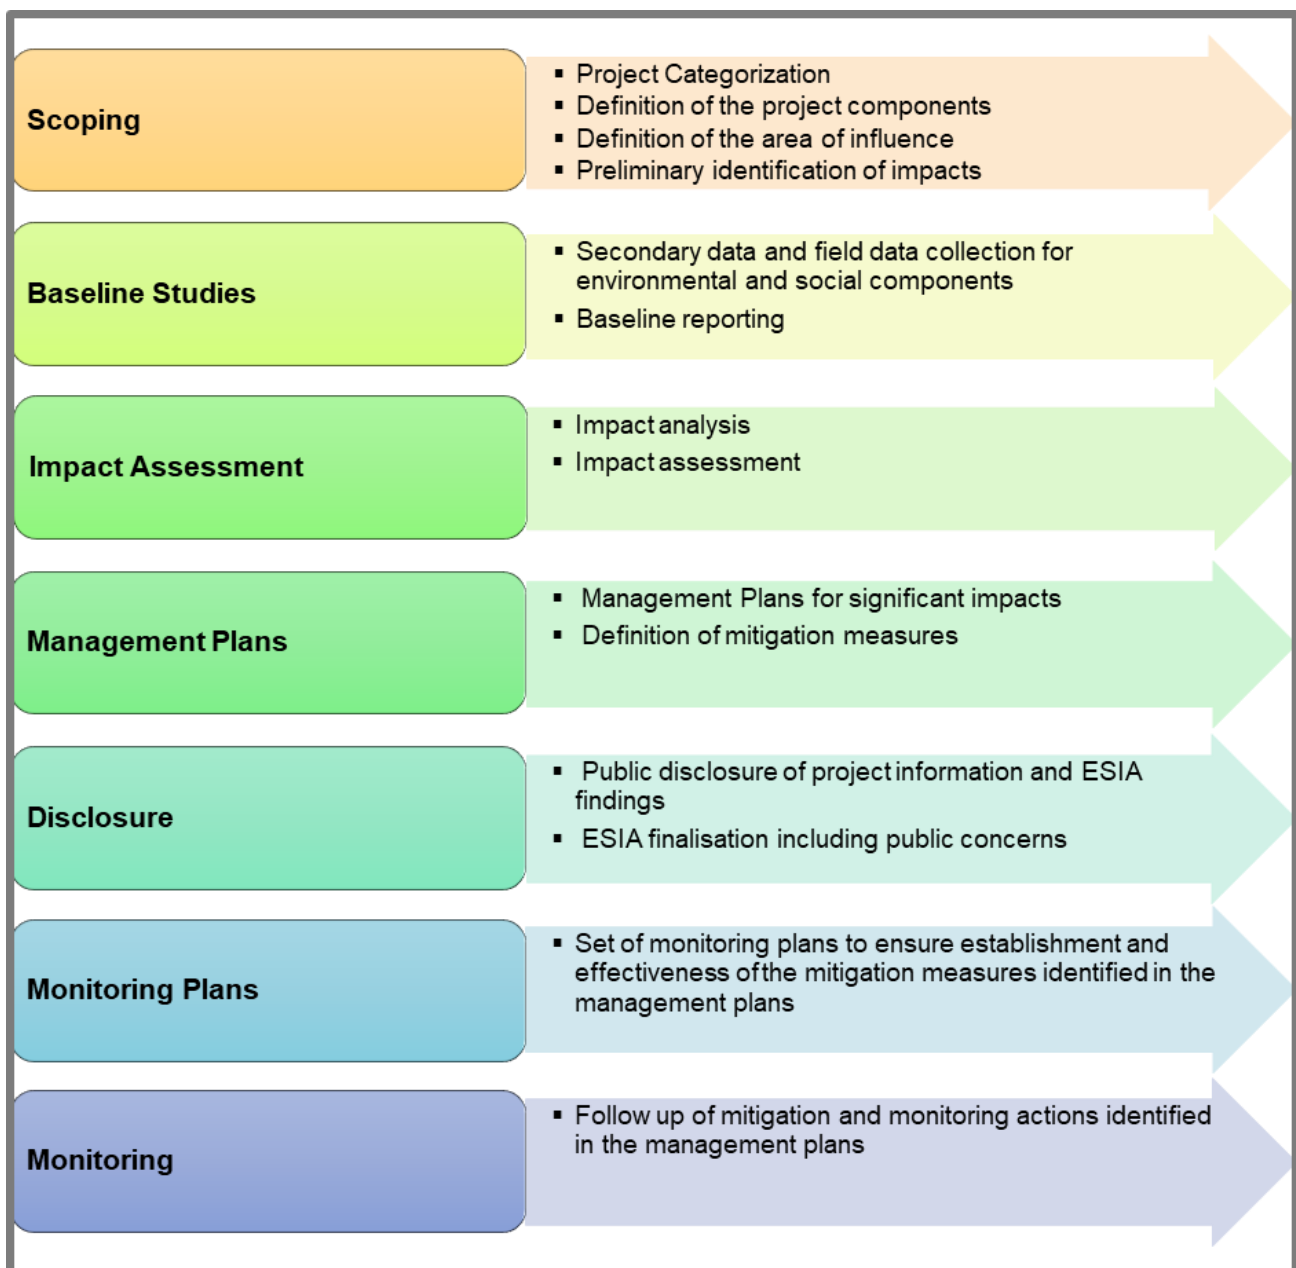 Scoping
▪ Project Categorization
▪ Definition of the project components
▪ Definition of the area of influence
▪ Preliminary identification of impacts
Baseline Studies
▪ Secondary data and field data collection for
environmental and social components
▪ Baseline reporting
Impact Assessment
▪ Impact analysis
▪ Impact assessment
Management Plans
▪ Management Plans for significant impacts
▪ Definition of mitigation measures
Disclosure
▪ Public disclosure of project information and ESIA
findings
▪ ESIA finalisation including public concerns
Monitoring Plans
▪ Set of monitoring plans to ensure establishment and
effectiveness of the mitigation measures identified in the
management plans
Monitoring
▪ Follow up of mitigation and monitoring actions identified
in the management plans